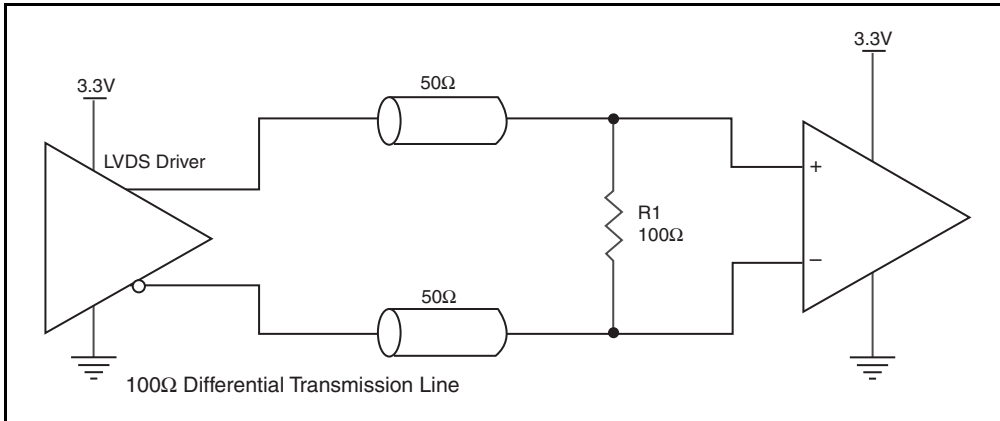 3.3V
3.3V
50Ω
LVDS Driver
+
R1
100Ω
−
50Ω
100Ω Differential Transmission Line